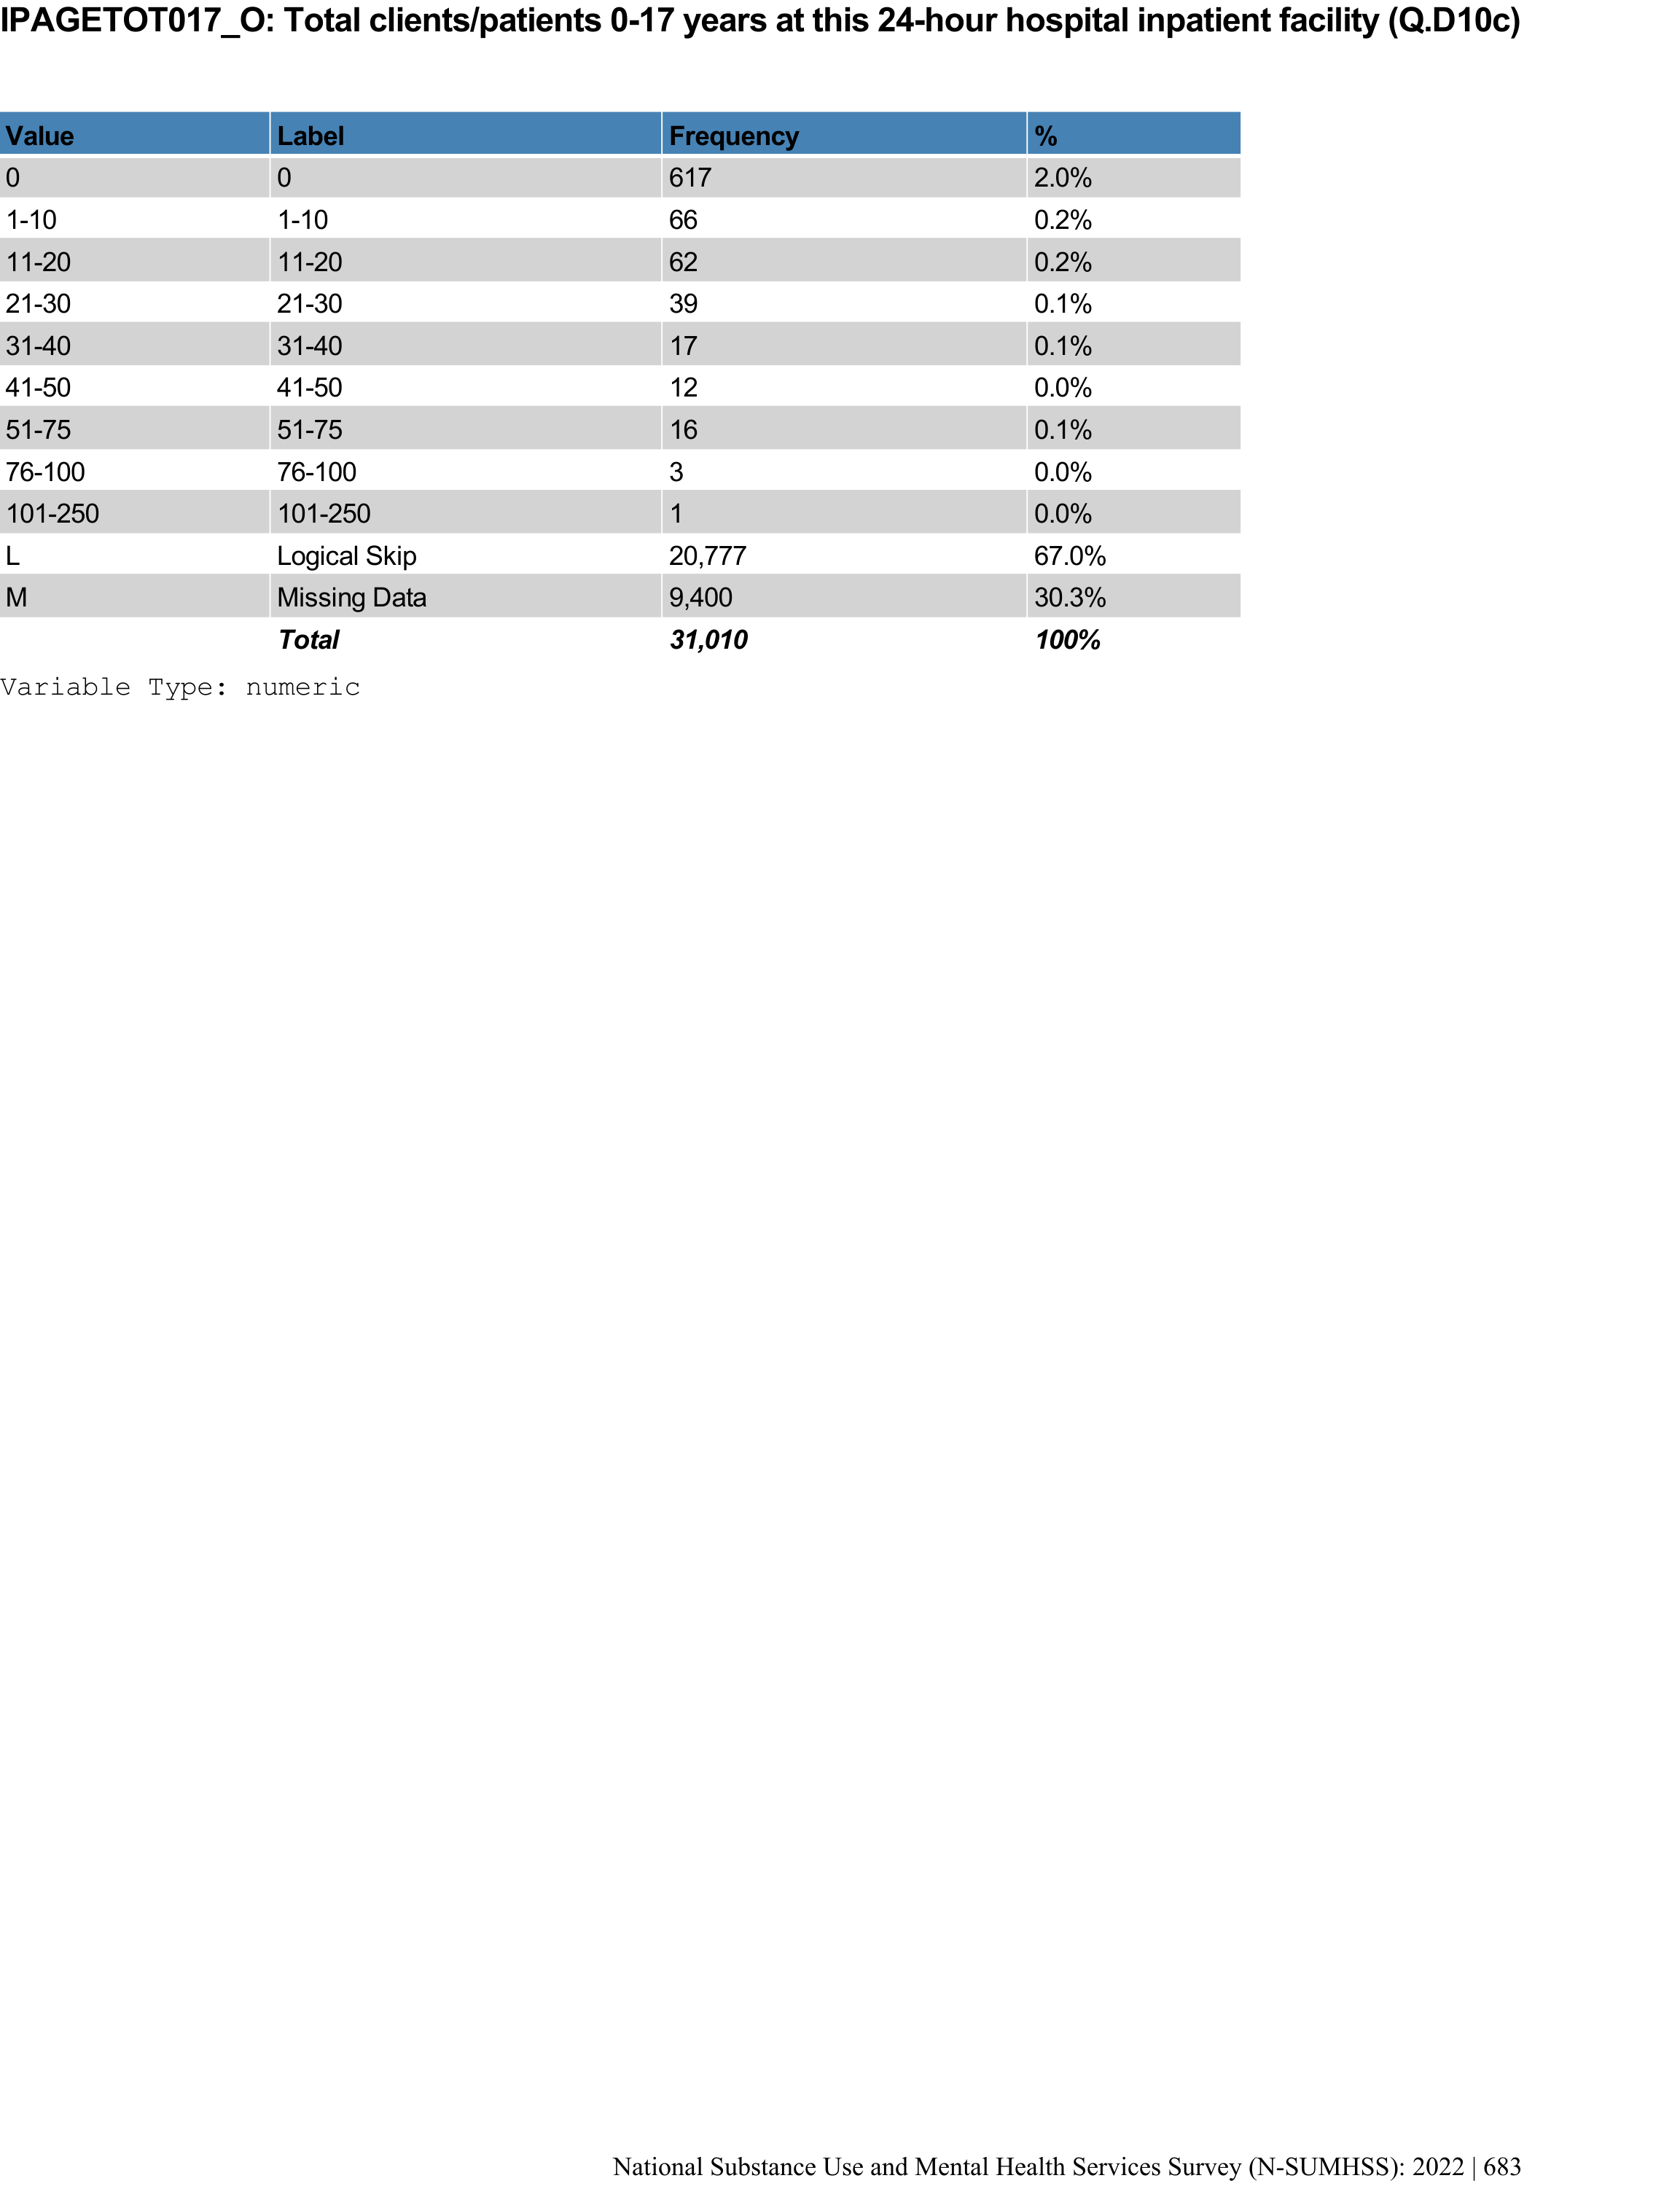 IPAGETOT017_O: Total clients/patients 0-17 years at this 24-hour hospital inpatient facility (Q.D10c)
Value Label Frequency %
0 0 617 2.0%
1-10 1-10 66 0.2%
11-20 11-20 62 0.2%
21-30 21-30 39 0.1%
31-40 31-40 17 0.1%
41-50 41-50 12 0.0%
51-75 51-75 16 0.1%
76-100 76-100 3 0.0%
101-250 101-250 1 0.0%
L Logical Skip 20,777 67.0%
M Missing Data 9,400 30.3%
Total 31,010 100%
Variable Type: numeric
National Substance Use and Mental Health Services Survey (N-SUMHSS): 2022 | 683